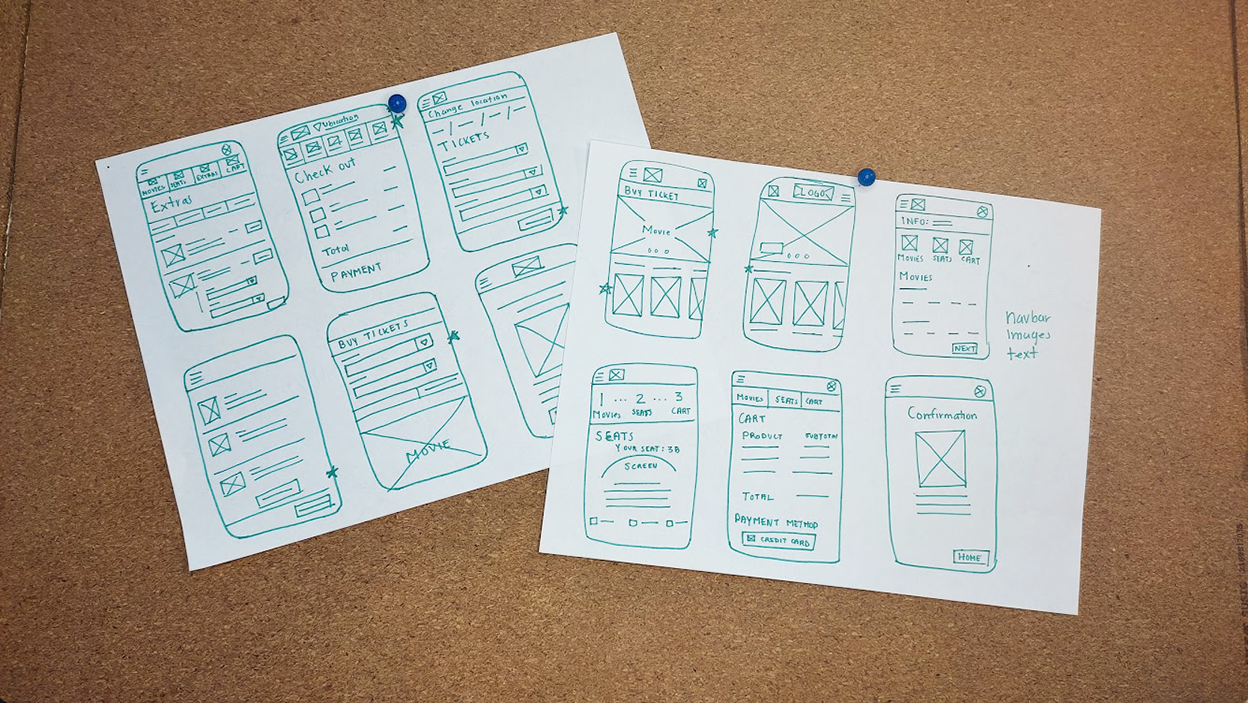 MOVIES SEATS EXTRAS CART
Extras
Ubication
Check out
Total
PAYMENT
Change location
TICKETS
BUY TICKETS
MOVIE
BUY TICKET
Movie
LOGO
INFO:
MOVIES SEATS CART
MOVIES
NEXT
navbar
images
text
1 ... 2 ... 3
Movies SEATS CART
SEATS
YOUR SEAT: 3B
SCREEN
MOVIES SEATS CART
CART
PRODUCT SUBTOTAL
TOTAL
PAYMENT METHOD
CREDIT CARD
Confirmation
HOME